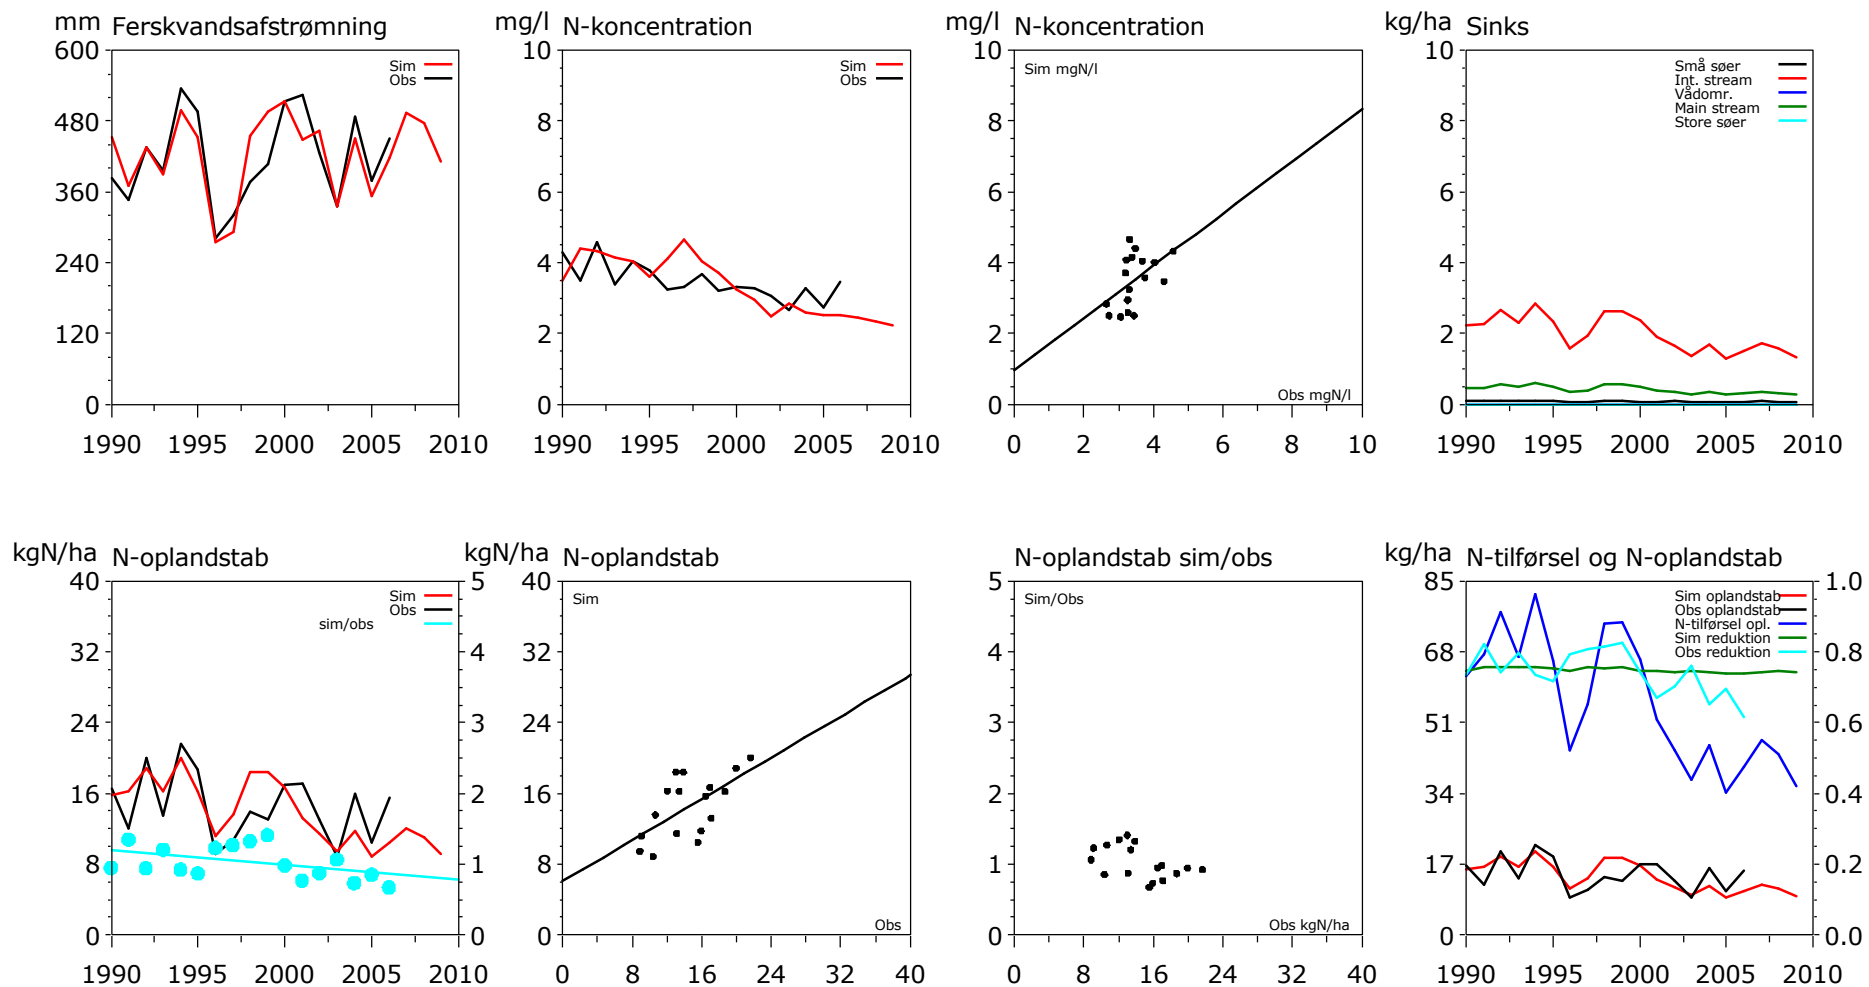 mm Ferskvandsafstrømning
600
480
360
240
120
0
Sim
Obs
1990 1995 2000 2005 2010
mg/l N-koncentration
10
8
6
4
2
0
Sim
Obs
1990 1995 2000 2005 2010
mg/l N-koncentration
10
8
6
4
2
0
Sim mgN/l
Obs mgN/l
0 2 4 6 8 10
kg/ha Sinks
10
8
6
4
2
0
Små søer
Int. stream
Vådomr.
Main stream
Store søer
1990 1995 2000 2005 2010
kgN/ha N-oplandstab
40
32
24
16
8
0
Sim
Obs
sim/obs
5
4
3
2
1
0
1990 1995 2000 2005 2010
kgN/ha N-oplandstab
40
32
24
16
8
0
Sim
Obs
0 8 16 24 32 40
N-oplandstab sim/obs
5
4
3
2
1
0
Sim/Obs
Obs kgN/ha
0 8 16 24 32 40
kg/ha N-tilførsel og N-oplandstab
85
68
51
34
17
0
Sim oplandstab
Obs oplandstab
N-tilførsel opl.
Sim reduktion
Obs reduktion
1.0
0.8
0.6
0.4
0.2
0.0
1990 1995 2000 2005 2010